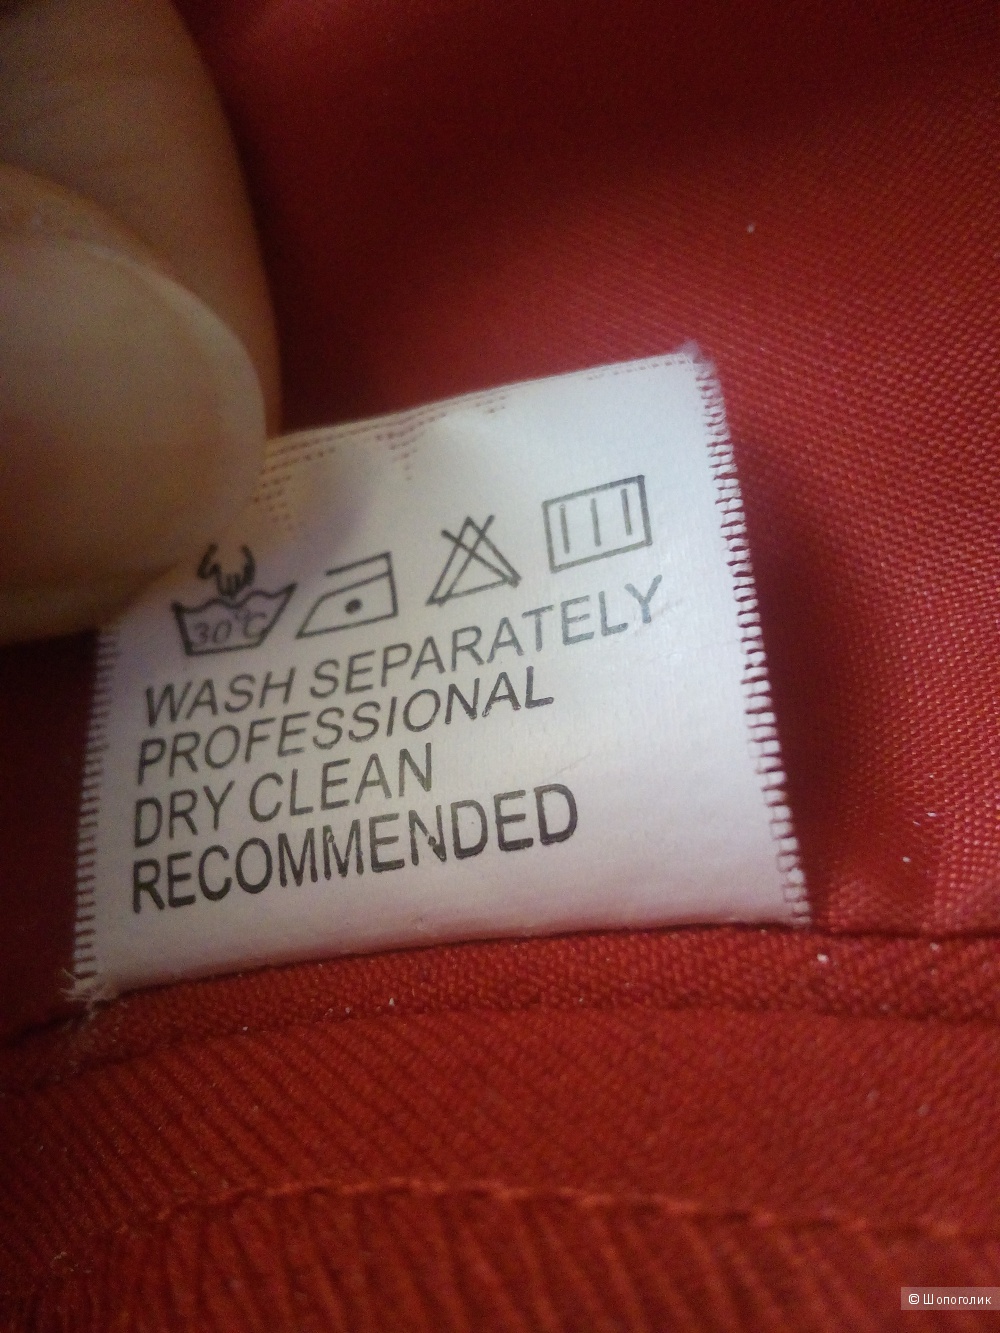 30°C
WASH SEPARATELY
PROFESSIONAL
DRY CLEAN
RECOMMENDED
© Шопоголик